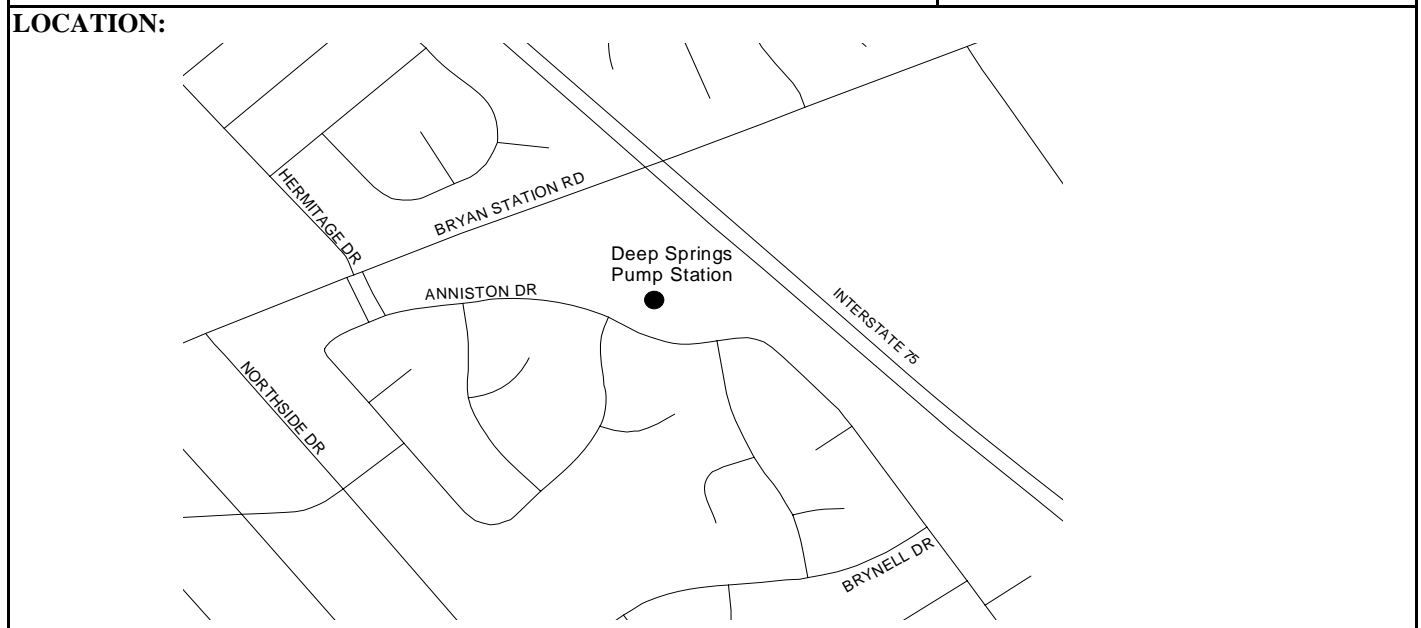 LOCATION:
HERMITAGE DR
BRYAN STATION RD
Deep Springs
Pump Station
ANNISTON DR
INTERSTATE 75
NORTHSIDE DR
BRYNELL DR